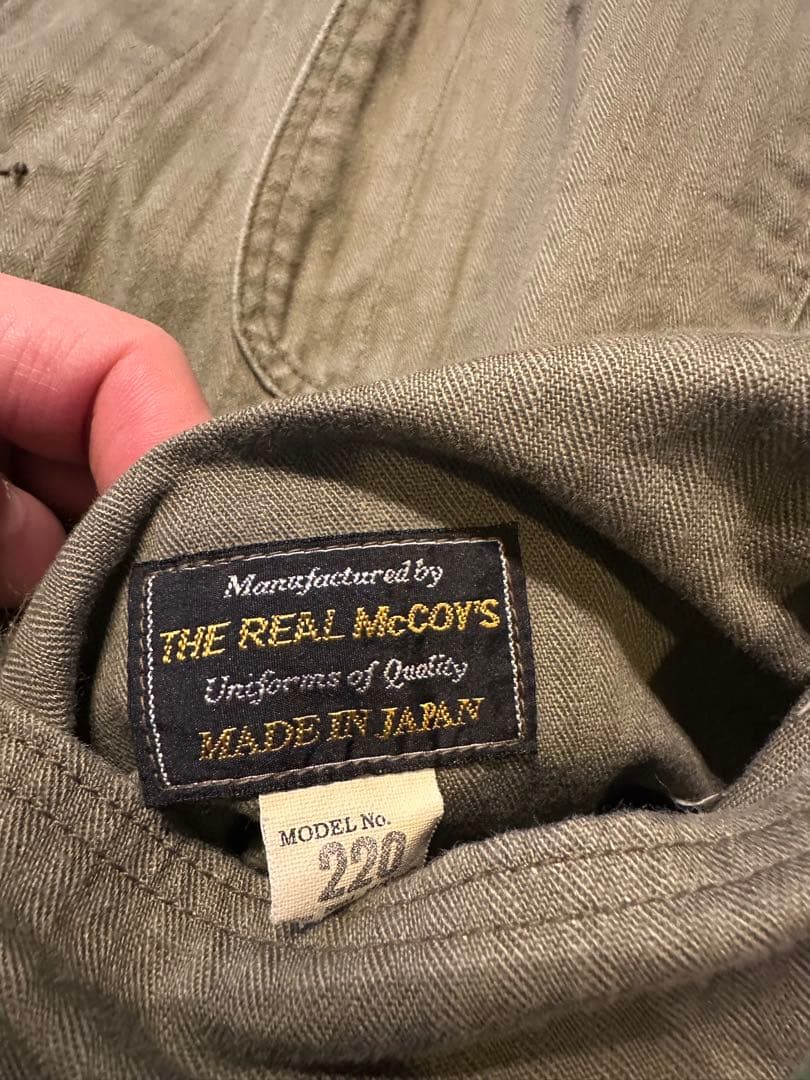 Manufactured by
THE REAL McCOY'S
Uniforms of Quality
MADE IN JAPAN
MODEL No.
220